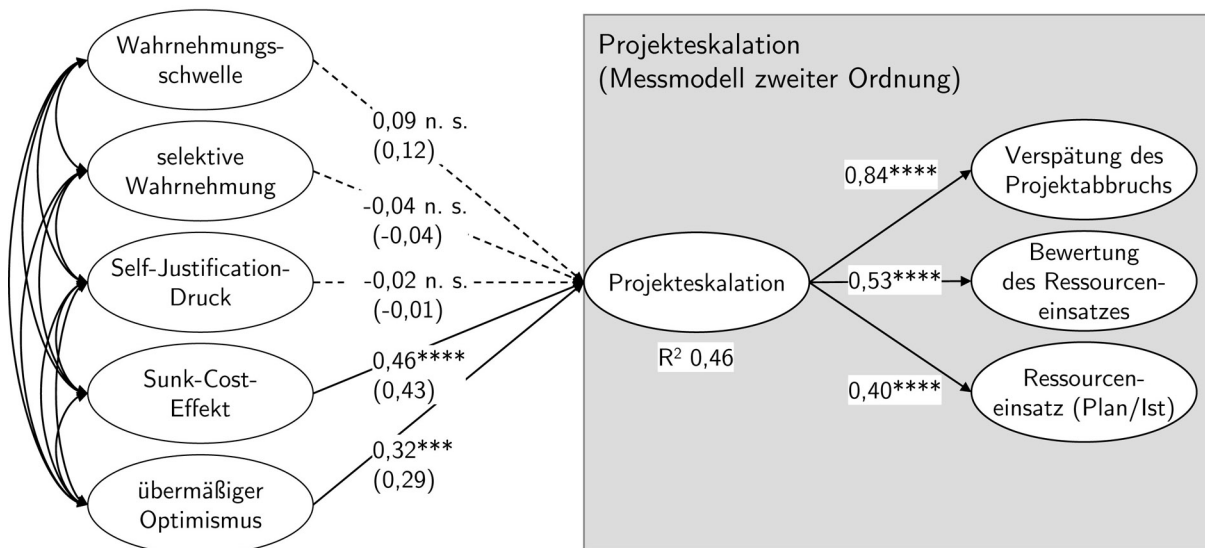 Wahrnehmungs-
schwelle
selektive
Wahrnehmung
Self-Justification-
Druck
Sunk-Cost-
Effekt
übermäßiger
Optimismus
0,09 n. s.
(0,12)
-0,04 n. s.
(-0,04)
-0,02 n. s.
(-0,01)
0,46****
(0,43)
0,32***
(0,29)
Projekteskalation
(Messmodell zweiter Ordnung)
Projekteskalation
R² 0,46
0,84****
0,53****
0,40****
Verspätung des
Projektabbruchs
Bewertung
des Ressourcen-
einsatzes
Ressourcen-
einsatz (Plan/Ist)